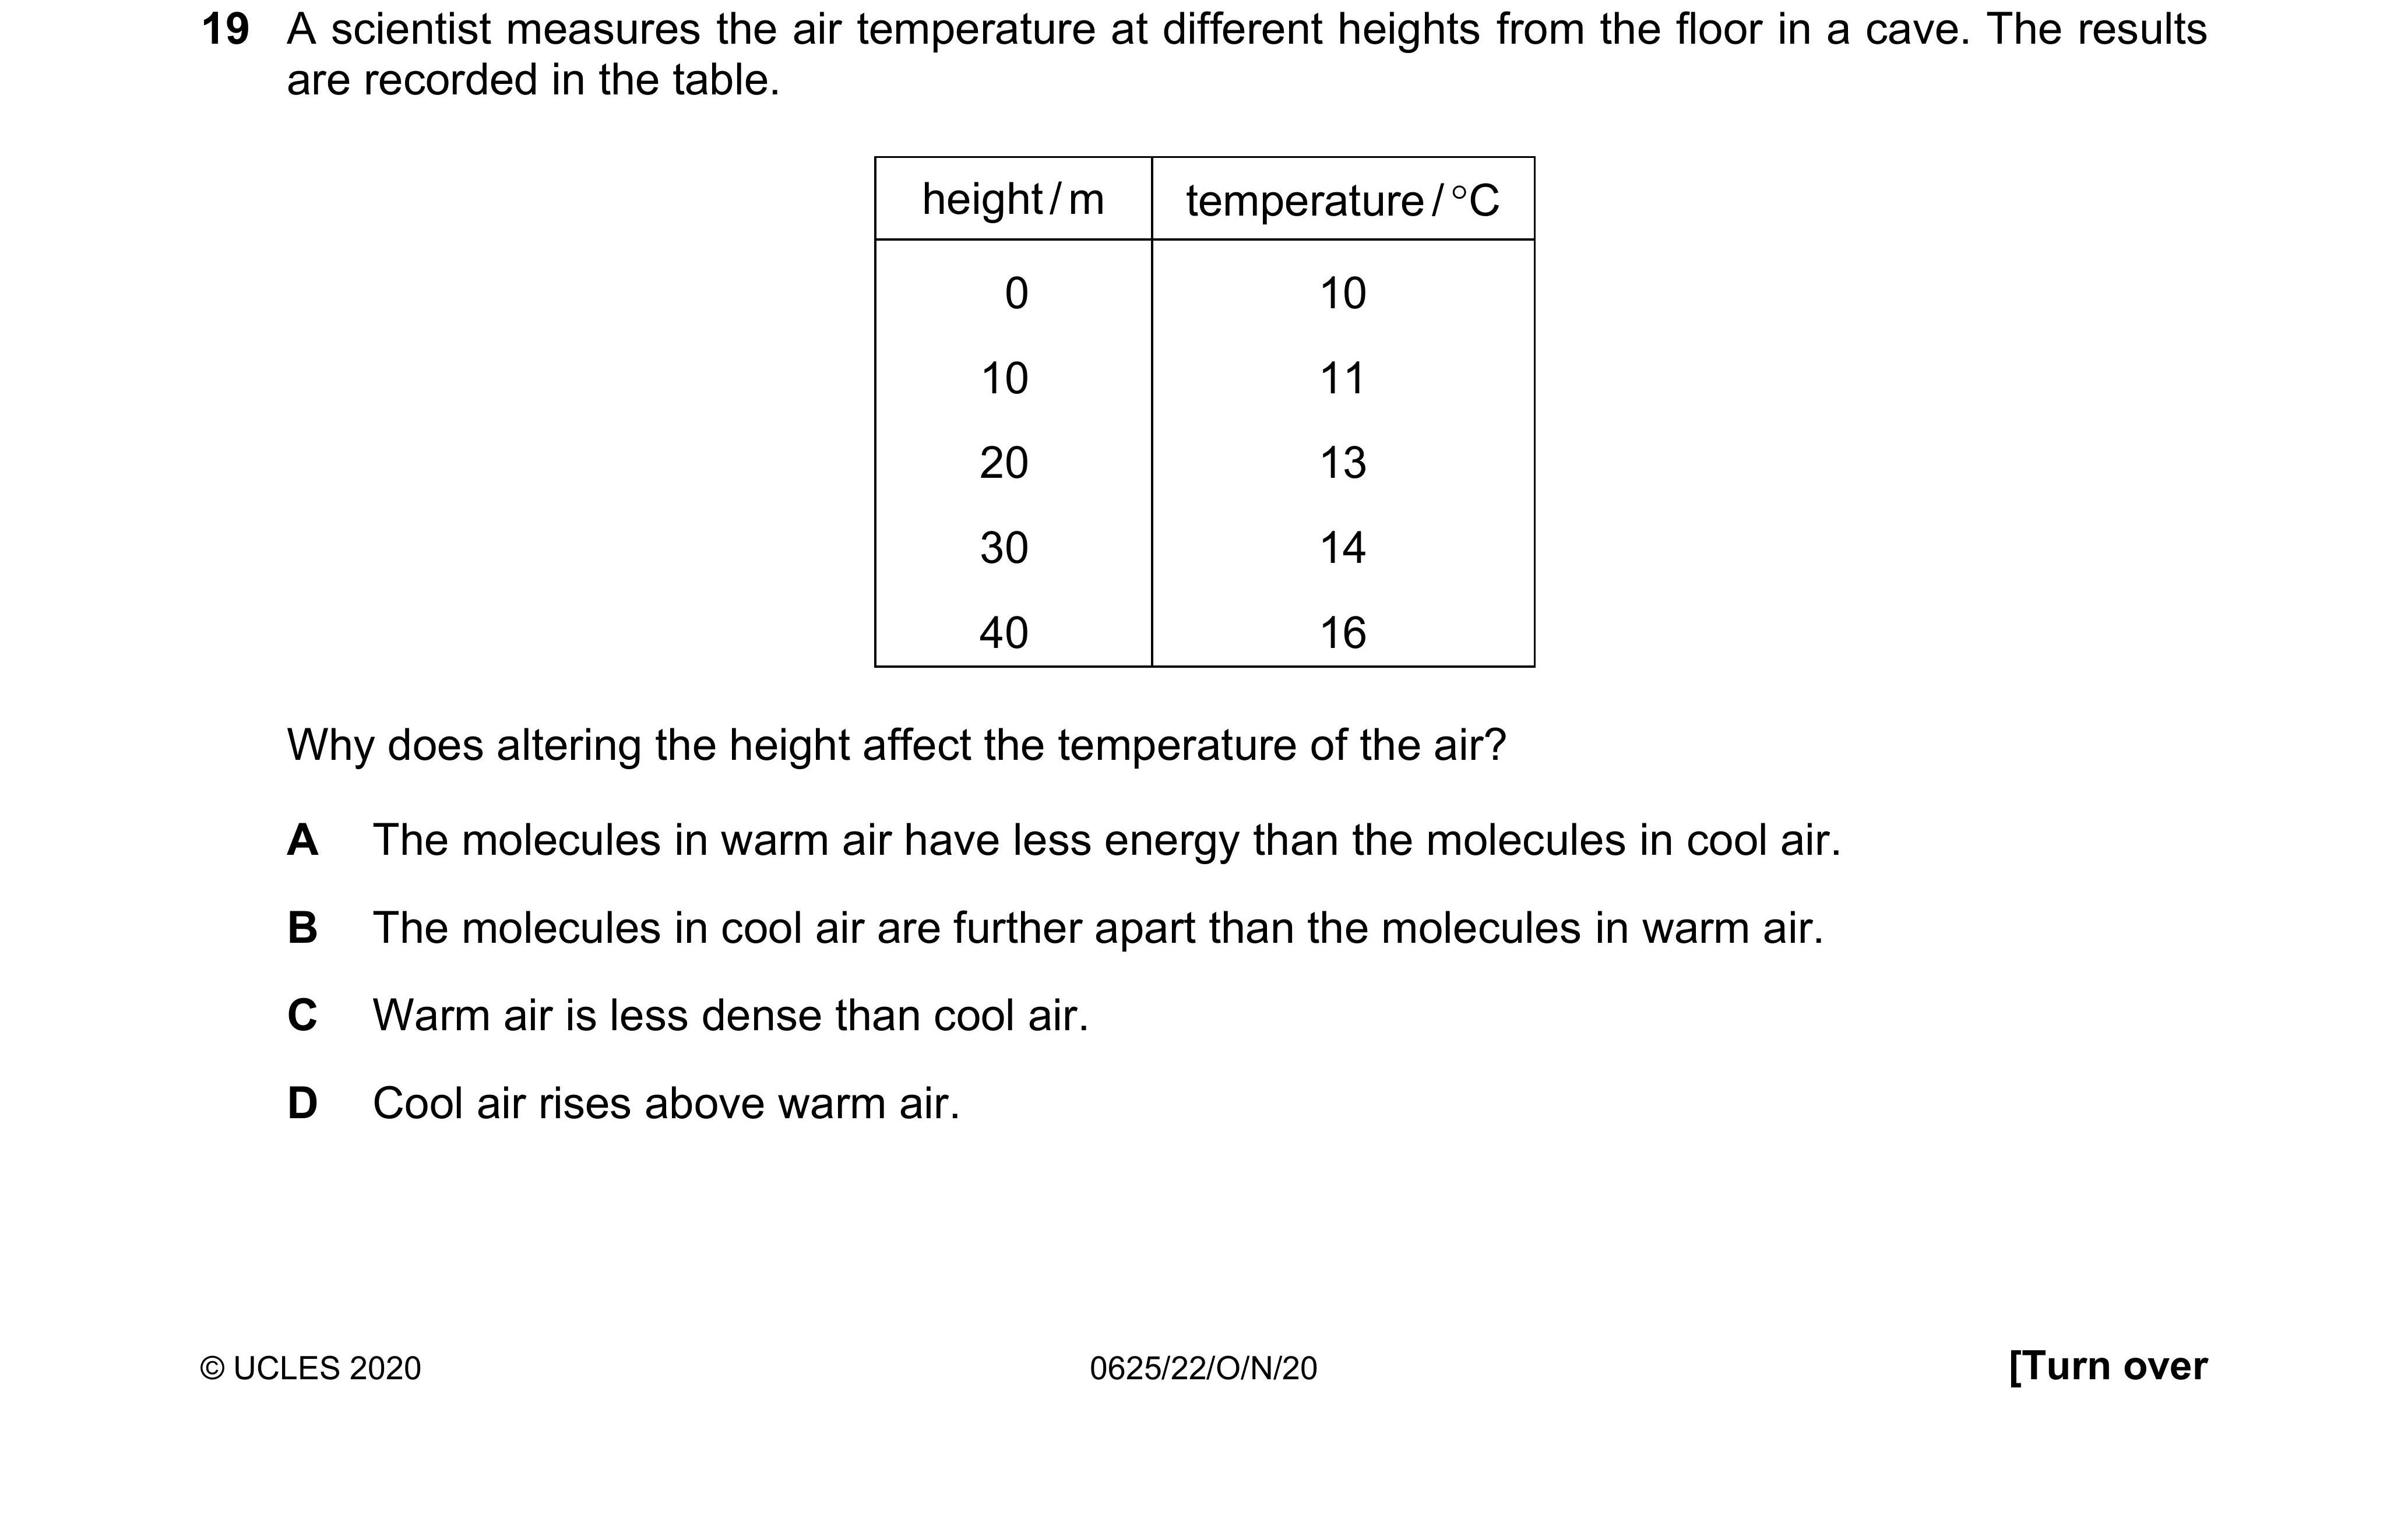 19 A scientist measures the air temperature at different heights from the floor in a cave. The results
are recorded in the table.
height / m temperature / °C
0 10
10 11
20 13
30 14
40 16
Why does altering the height affect the temperature of the air?
A The molecules in warm air have less energy than the molecules in cool air.
B The molecules in cool air are further apart than the molecules in warm air.
C Warm air is less dense than cool air.
D Cool air rises above warm air.
© UCLES 2020 0625/22/O/N/20 [Turn over